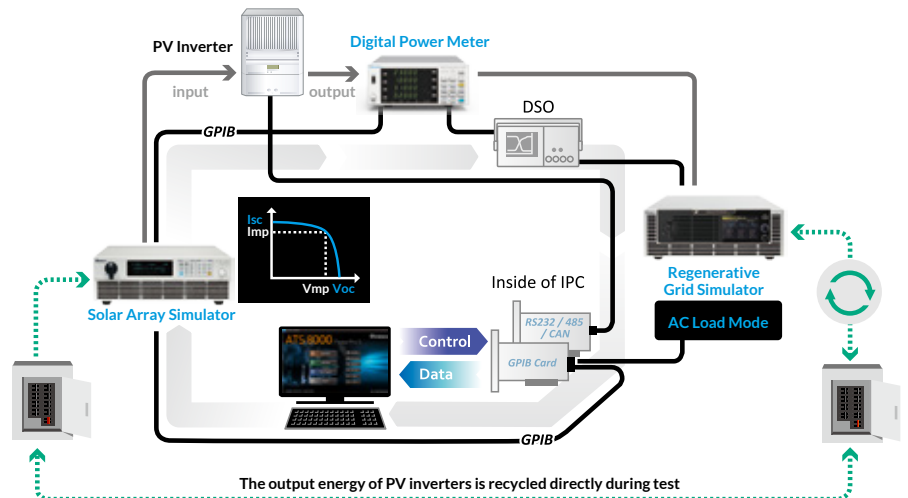 PV Inverter
Digital Power Meter
input
output
DSO
GPIB
Isc
Imp
Vmp Voc
Solar Array Simulator
Inside of IPC
Regenerative
Grid Simulator
AC Load Mode
RS232 / 485
/ CAN
GPIB Card
ATS 8000
Control
Data
GPIB
The output energy of PV inverters is recycled directly during test